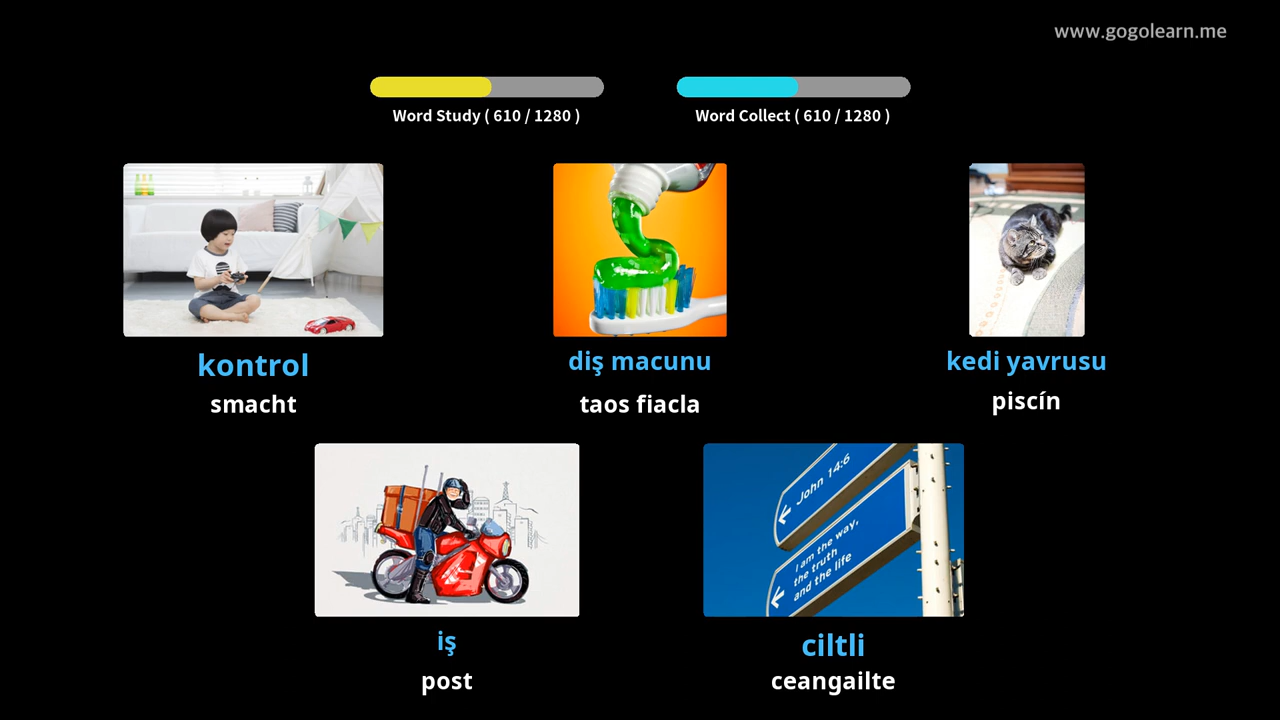 www.gogolearn.me
Word Study ( 610 / 1280 )
Word Collect ( 610 / 1280 )
kontrol
smacht
diş macunu
taos fiacla
kedi yavrusu
piscín
John 14:6
I am the way,
the truth
and the life
iş
post
ciltli
ceangailte